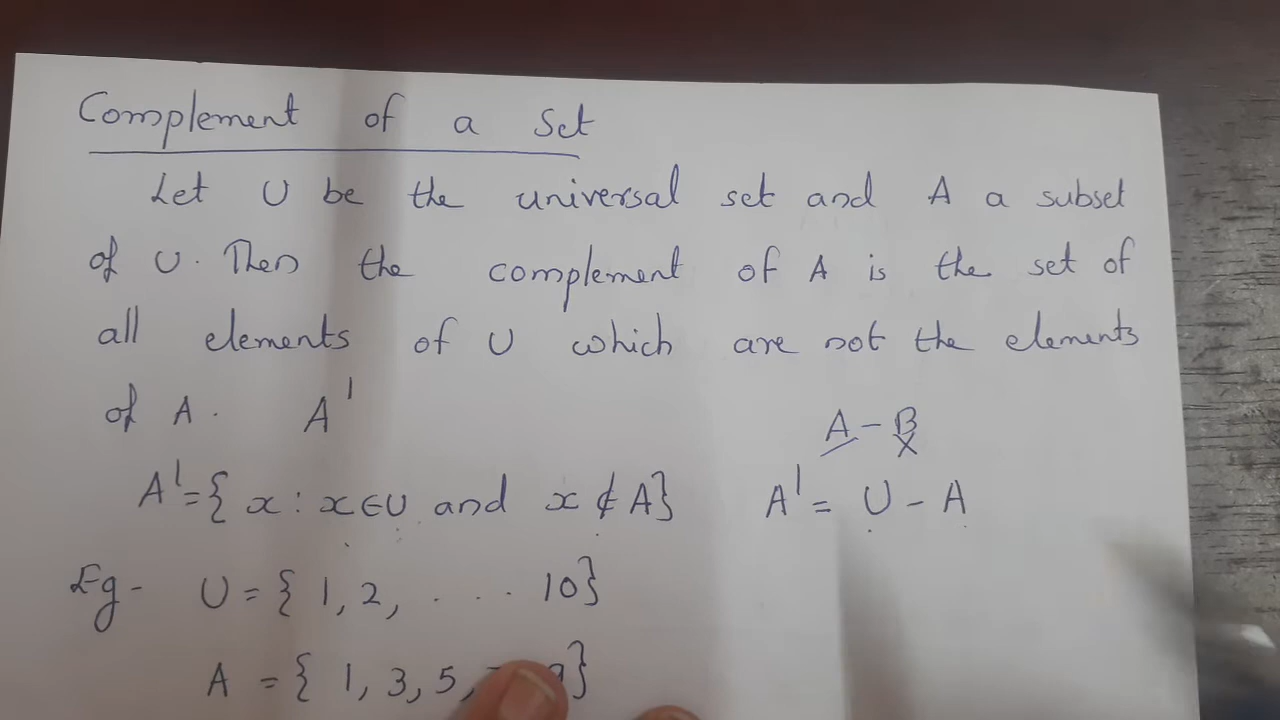 Complement of a Set
Let U be the universal set and A a subset
of U. Then the complement of A is the set of
all elements of U which are not the elements
of A. A'
A - B
A' = { x : x ∈ U and x ∉ A }
A' = U - A
Eg - U = { 1, 2, . . . . 10 }
A = { 1, 3, 5, 9 }